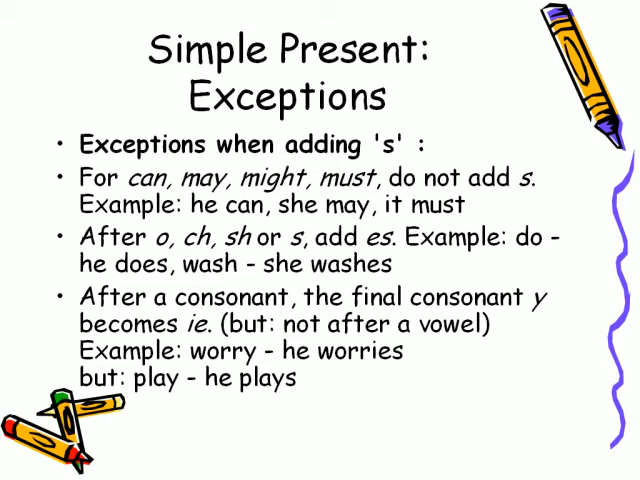 Simple Present:
Exceptions
• Exceptions when adding 's' :
• For can, may, might, must, do not add s.
Example: he can, she may, it must
• After o, ch, sh or s, add es. Example: do -
he does, wash - she washes
• After a consonant, the final consonant y
becomes ie. (but: not after a vowel)
Example: worry - he worries
but: play - he plays